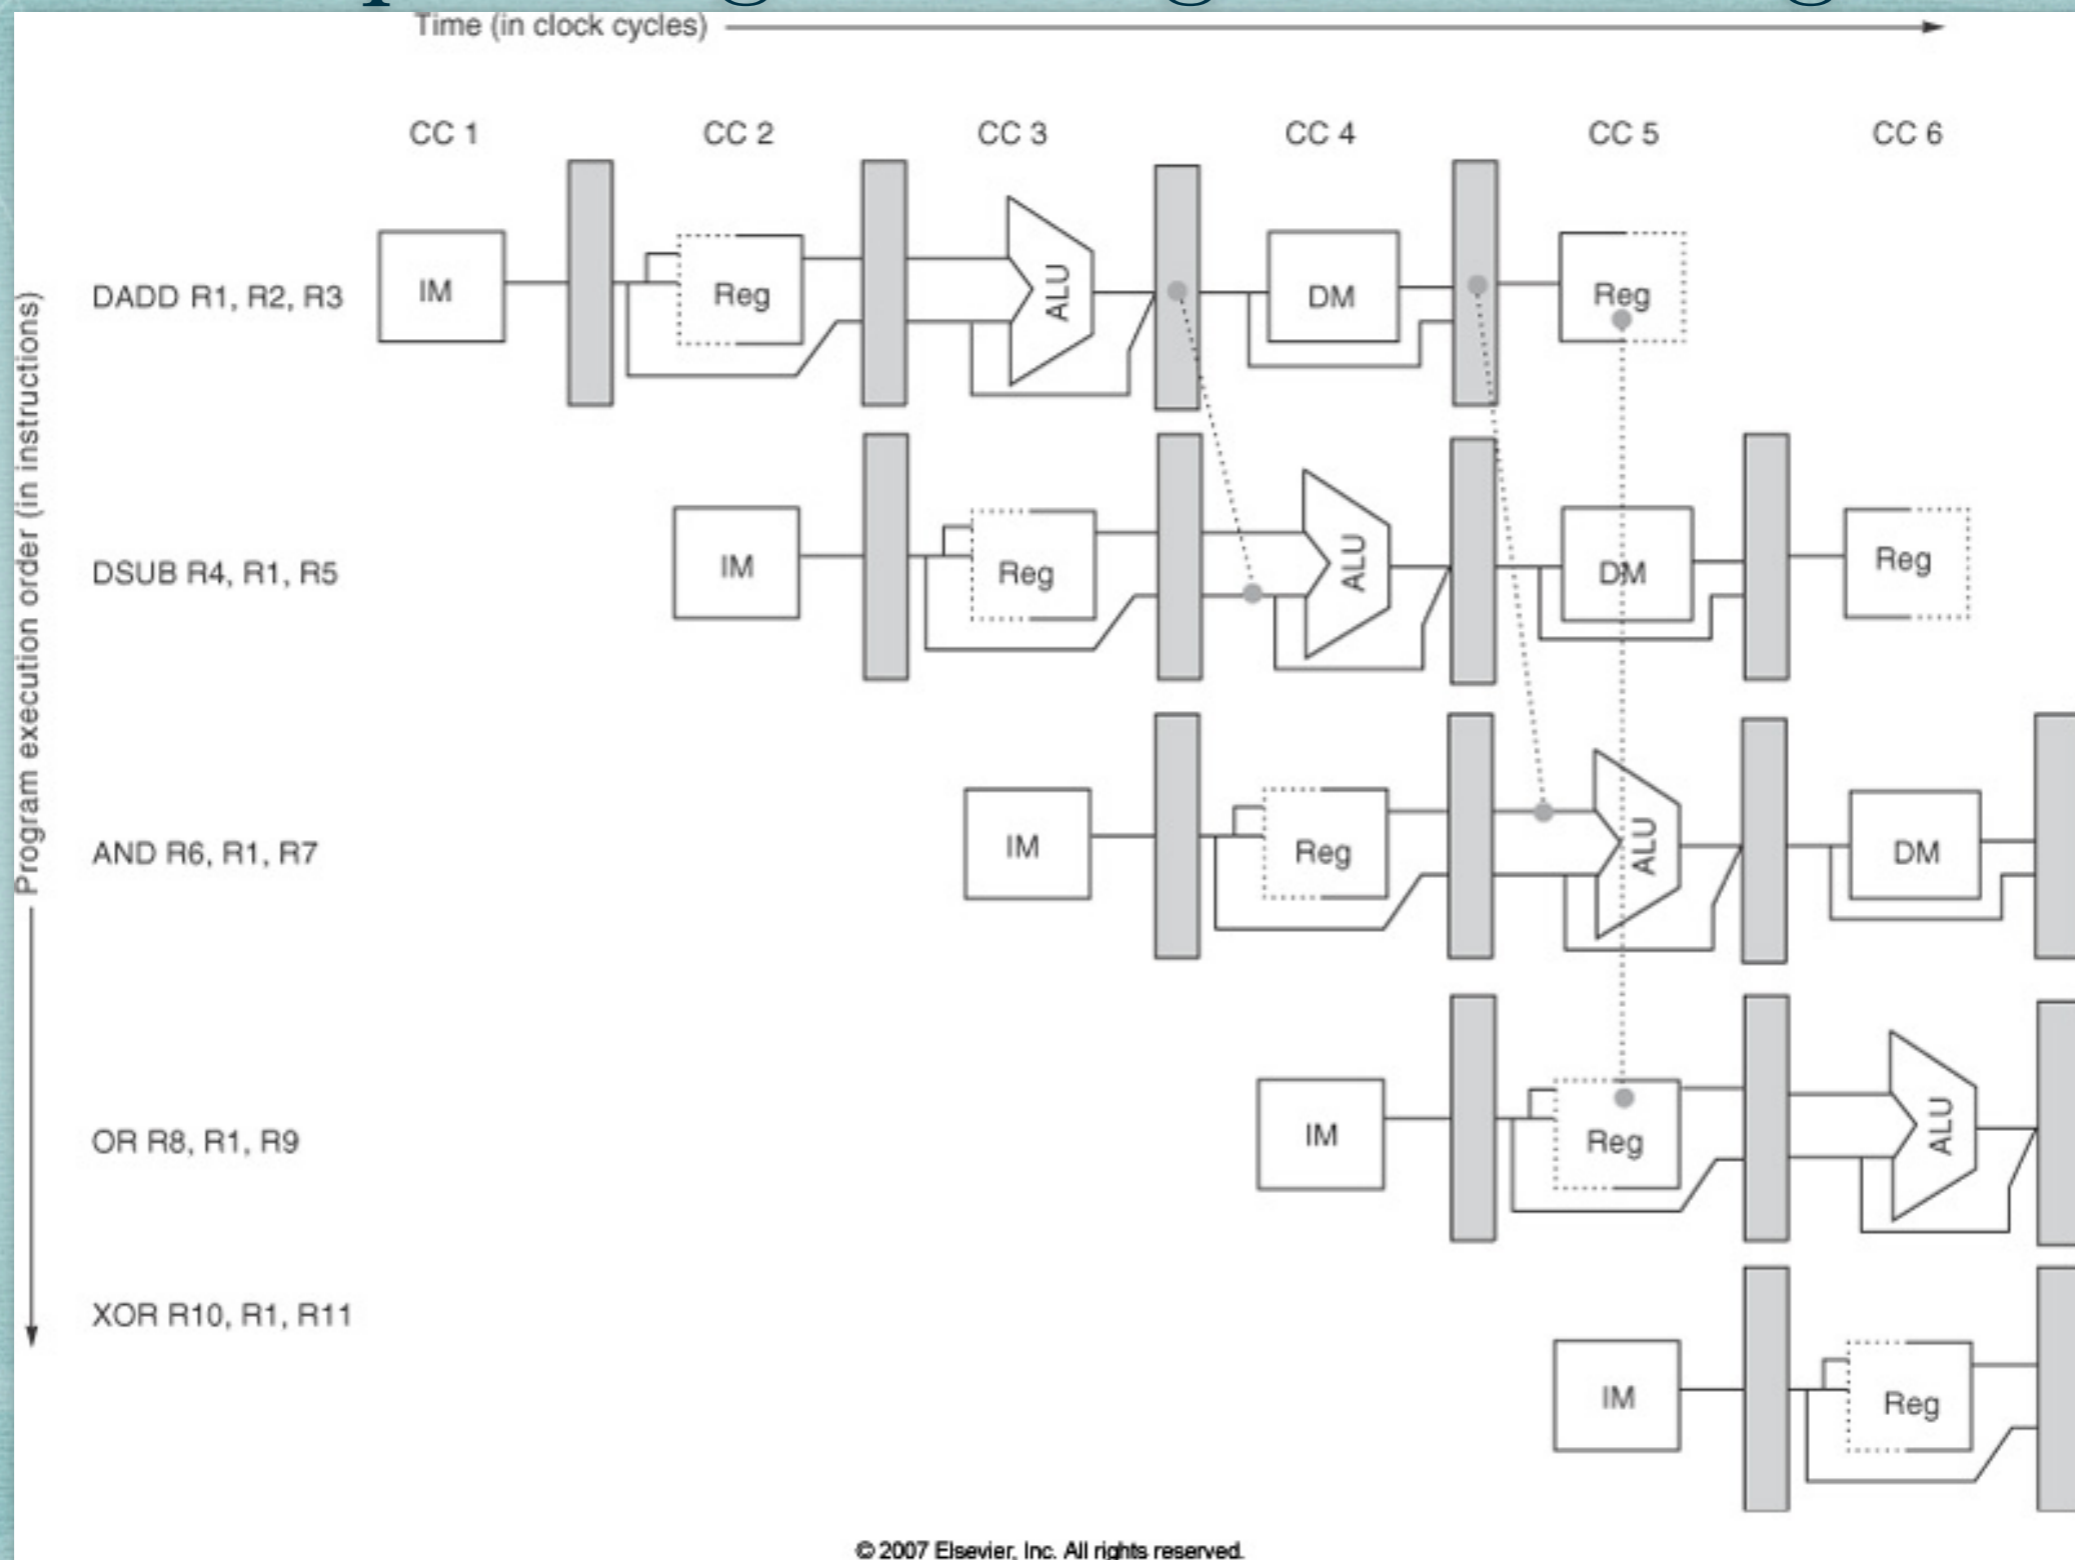 Time (in clock cycles)
CC 1 CC 2 CC 3 CC 4 CC 5 CC 6
Program execution order (in instructions)
DADD R1, R2, R3 IM Reg ALU DM Reg
DSUB R4, R1, R5 IM Reg ALU DM Reg
AND R6, R1, R7 IM Reg ALU DM
OR R8, R1, R9 IM Reg ALU
XOR R10, R1, R11
IM Reg
© 2007 Elsevier, Inc. All rights reserved.